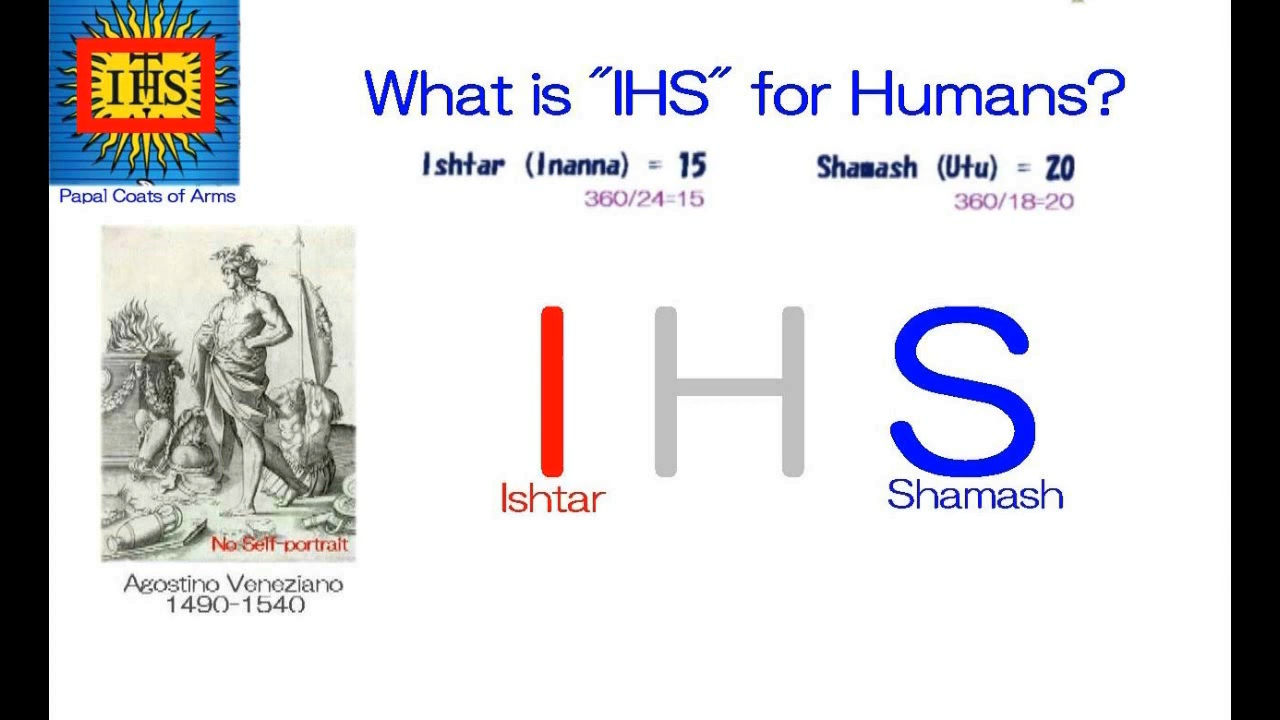 IHS
What is "IHS" for Humans?
Ishtar (Inanna) = 15
360/24=15
Shamash (Utu) = 20
360/18=20
Papal Coats of Arms
I H S
Ishtar
Shamash
No Self-portrait
Agostino Veneziano
1490-1540